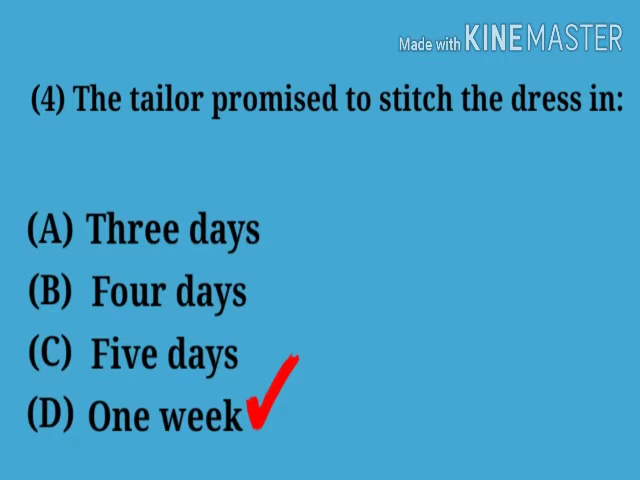 Made with KINEMASTER
(4) The tailor promised to stitch the dress in:
(A) Three days
(B) Four days
(C) Five days
(D) One week